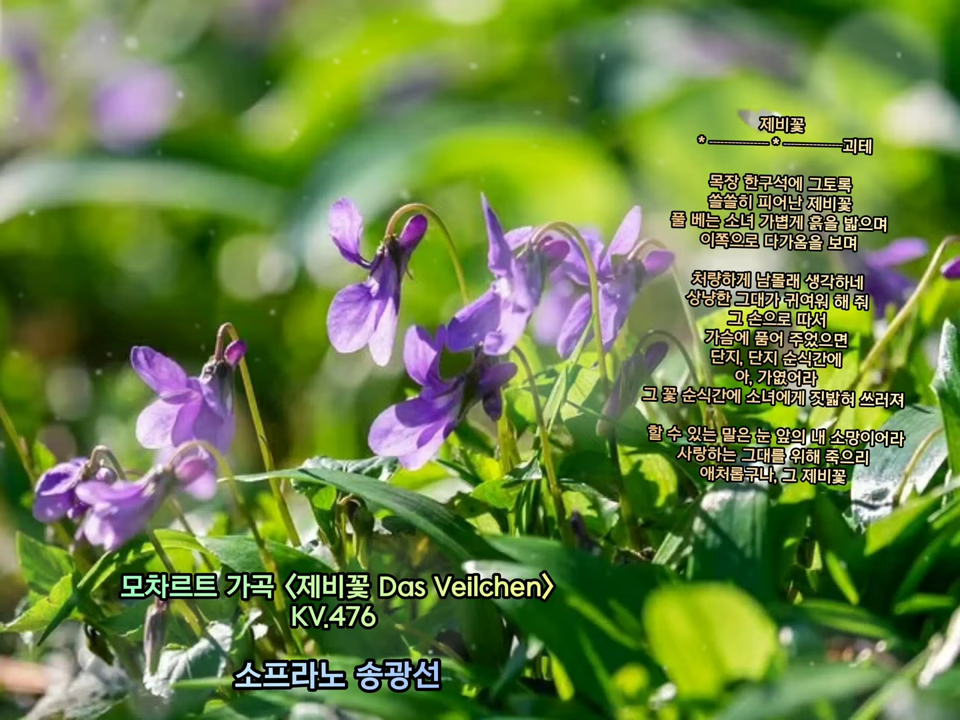 제비꽃
*------------*------------괴테
목장 한구석에 그토록
쓸쓸히 피어난 제비꽃
풀 베는 소녀 가볍게 흙을 밟으며
이쪽으로 다가옴을 보며
처량하게 남몰래 생각하네
상냥한 그대가 귀여워 해 줘
그 손으로 따서
가슴에 품어 주었으면
단지, 단지 순식간에
아, 가엾어라
그 꽃 순식간에 소녀에게 짓밟혀 쓰러져
할 수 있는 말은 눈 앞의 내 소망이어라
사랑하는 그대를 위해 죽으리
애처롭구나, 그 제비꽃
모차르트 가곡 〈제비꽃 Das Veilchen〉
KV.476
소프라노 송광선